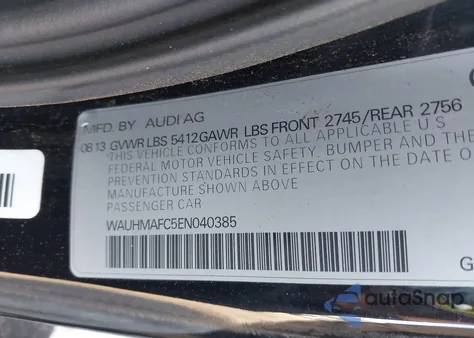 MFD. BY AUDI AG
08 13 GVWR LBS 5412 GAWR LBS FRONT 2745/REAR 2756
THIS VEHICLE CONFORMS TO ALL APPLICABLE U S
FEDERAL MOTOR VEHICLE SAFETY, BUMPER AND THE
PREVENTION STANDARDS IN EFFECT ON THE DATE O
MANUFACTURE SHOWN ABOVE
PASSENGER CAR
WAUHMAFC5EN040385
G
autoSnap